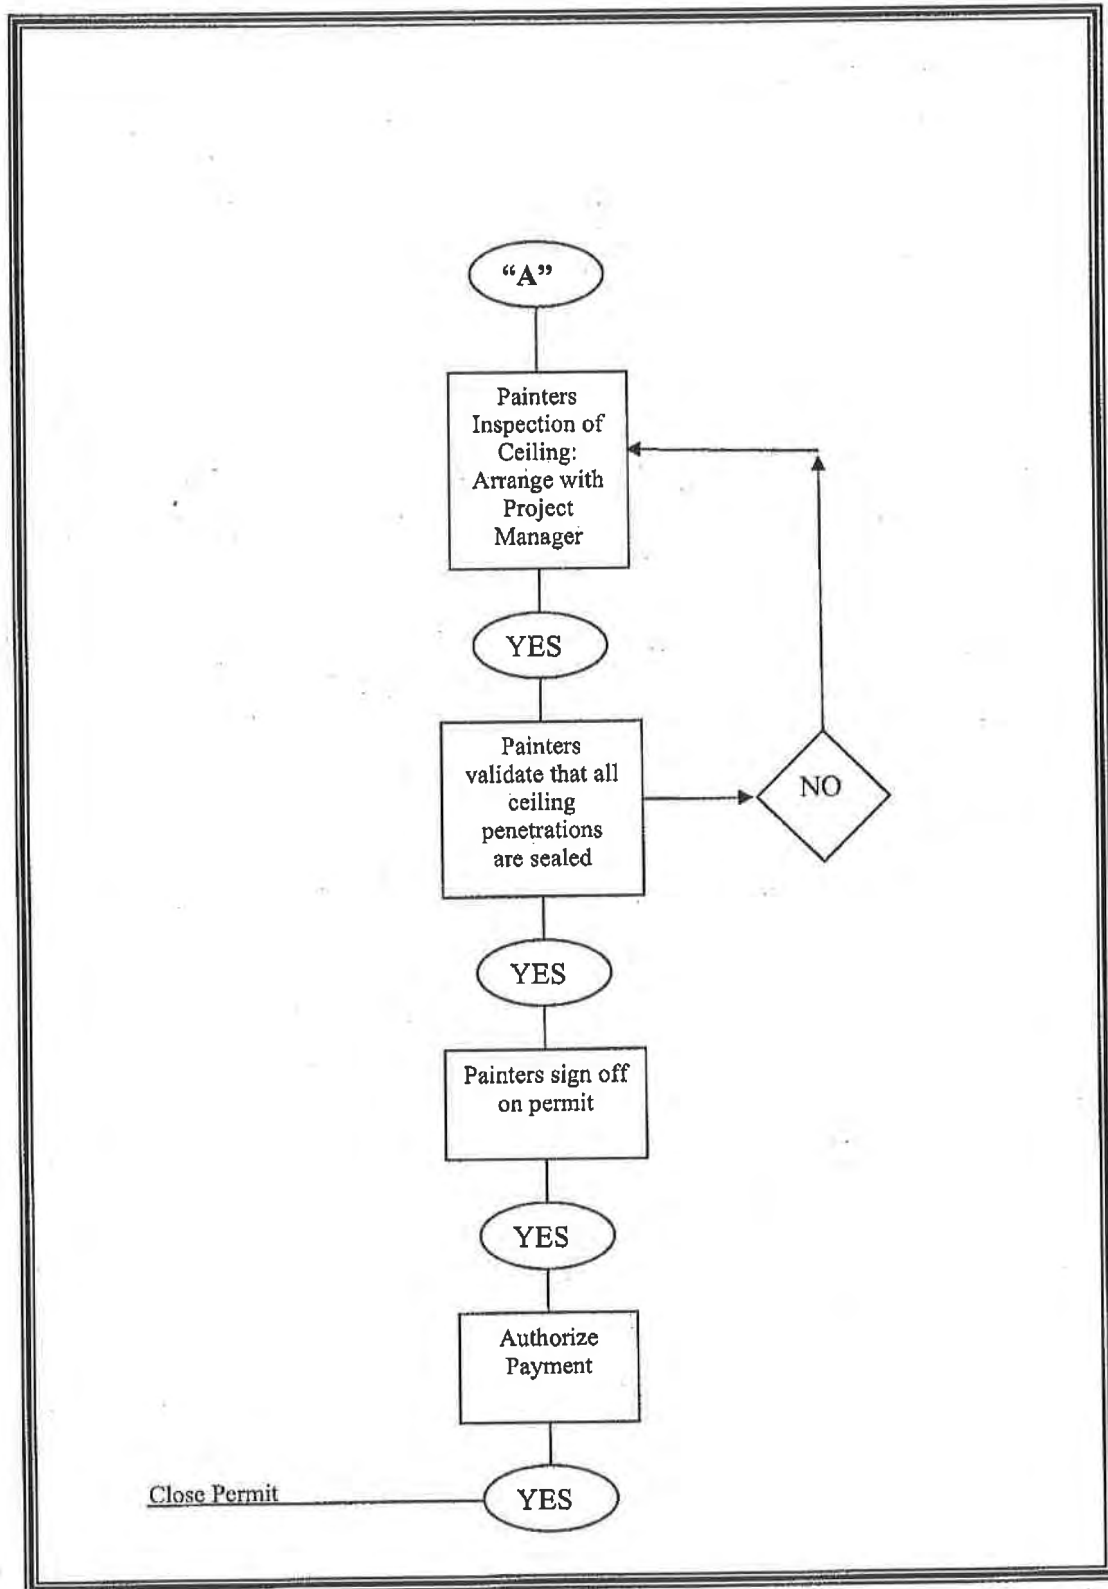 “A”
Painters
Inspection of
Ceiling:
Arrange with
Project
Manager
YES
Painters
validate that all
ceiling
penetrations
are sealed
NO
YES
Painters sign off
on permit
YES
Authorize
Payment
Close Permit
YES